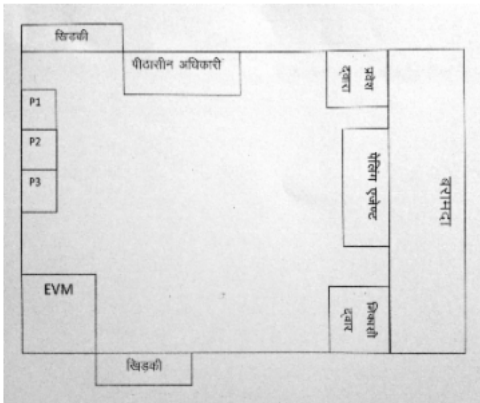 खिड़की
पीठासीन अधिकारी
प्रवेश
द्वार
P1
P2
P3
पोलिंग एजेण्ट
बरामदा
EVM
निकासी
द्वार
खिड़की